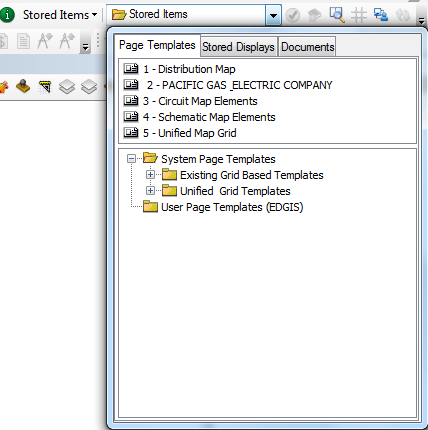 Stored Items Stored Items
Page Templates Stored Displays Documents
1 - Distribution Map
2 - PACIFIC GAS_ELECTRIC COMPANY
3 - Circuit Map Elements
4 - Schematic Map Elements
5 - Unified Map Grid
System Page Templates
Existing Grid Based Templates
Unified Grid Templates
User Page Templates (EDGIS)